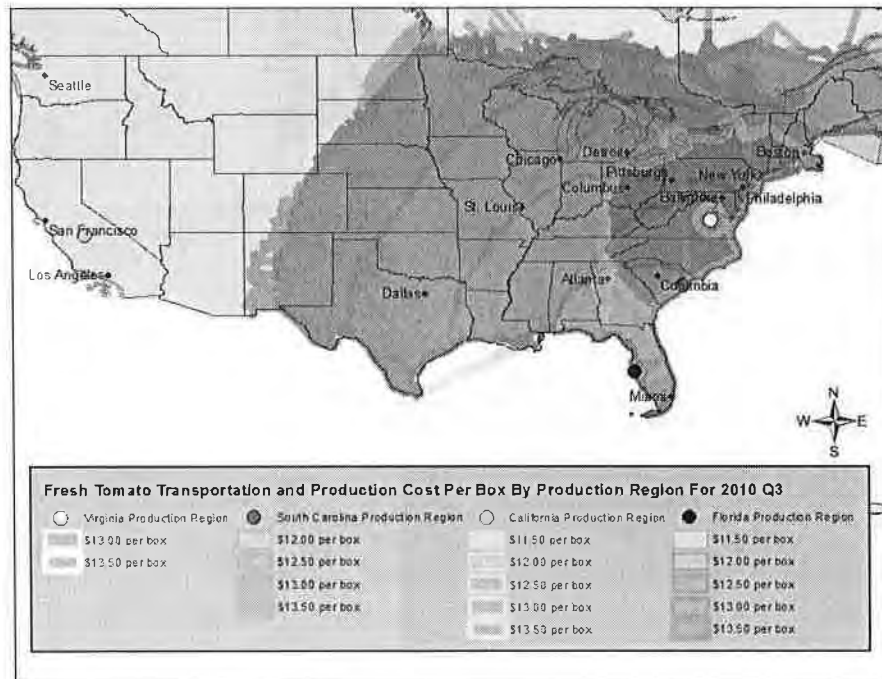 Seattle
Chicago
Detroit
Boston
Pittsburgh
New York
Columbus
Baltimore
Philadelphia
St. Louis
San Francisco
Los Angeles
Dallas
Atlanta
Columbia
Miami
N
W E
S
Fresh Tomato Transportation and Production Cost Per Box By Production Region For 2010 Q3
Virginia Production Region
$13.00 per box
$13.50 per box
South Carolina Production Region
$12.00 per box
$12.50 per box
$13.00 per box
$13.50 per box
California Production Region
$11.50 per box
$12.00 per box
$12.50 per box
$13.00 per box
$13.50 per box
Florida Production Region
$11.50 per box
$12.00 per box
$12.50 per box
$13.00 per box
$13.50 per box